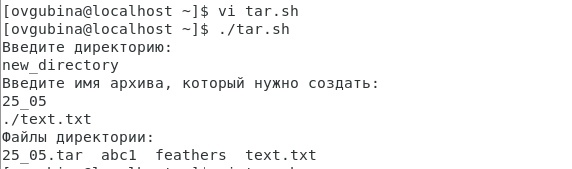 [ovgubina@localhost ~]$ vi tar.sh
[ovgubina@localhost ~]$ ./tar.sh
Введите директорию:
new_directory
Введите имя архива, который нужно создать:
25_05
./text.txt
Файлы директории:
25_05.tar  abc1  feathers  text.txt